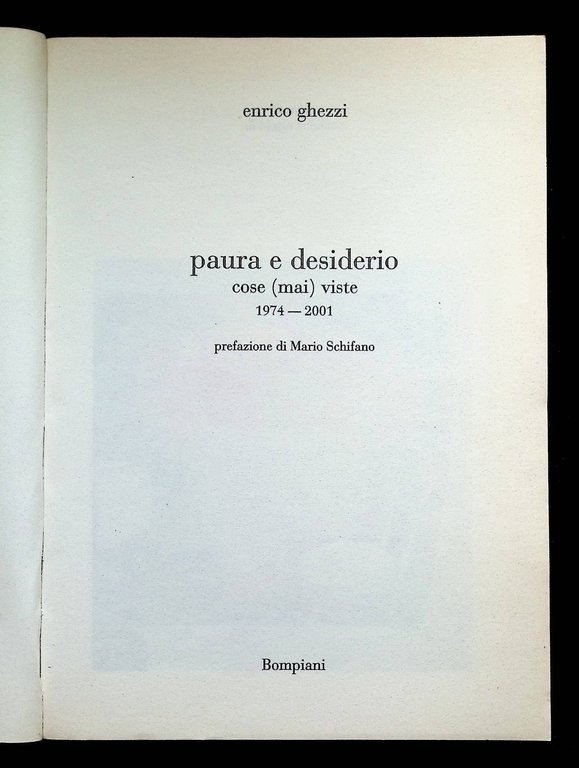 enrico ghezzi
paura e desiderio
cose (mai) viste
1974 — 2001
prefazione di Mario Schifano
Bompiani